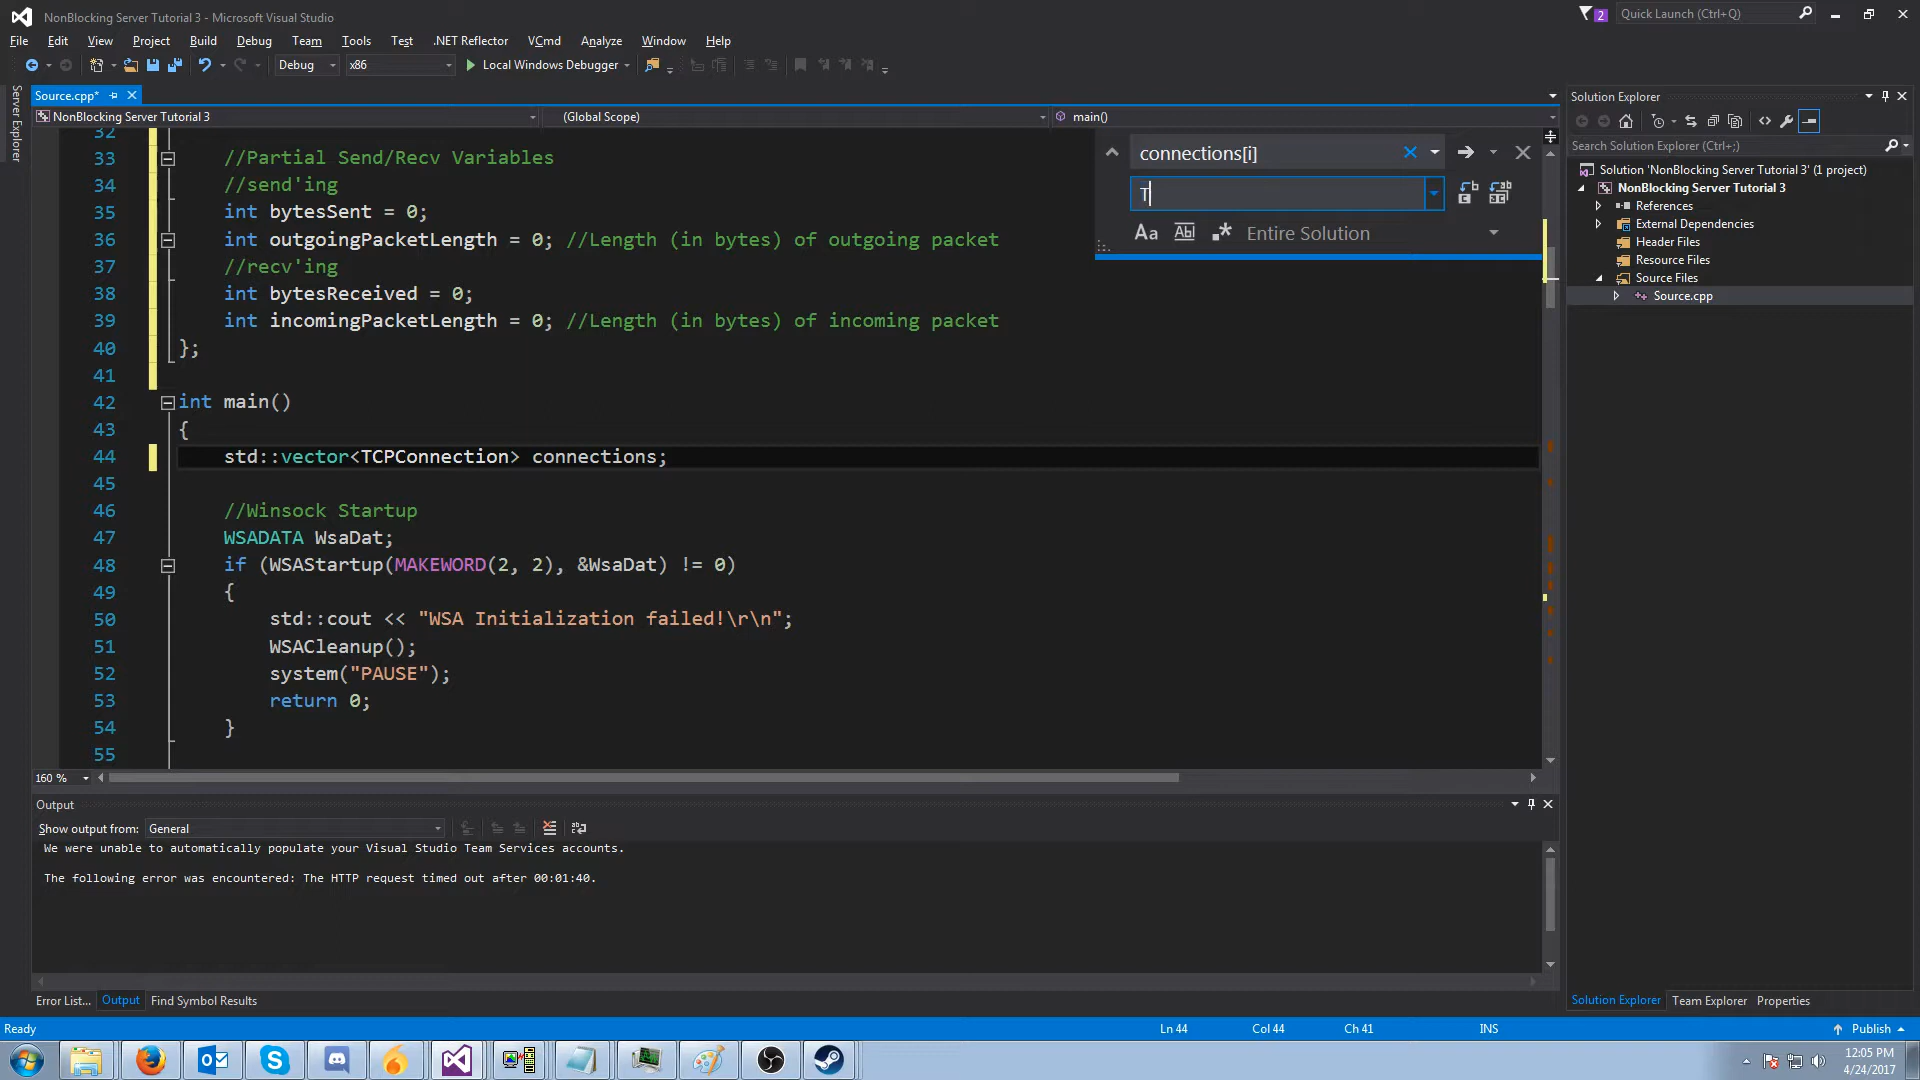 NonBlocking Server Tutorial 3 - Microsoft Visual Studio
2
Quick Launch (Ctrl+Q)
File Edit View Project Build Debug Team Tools Test .NET Reflector VCmd Analyze Window Help
Debug x86 Local Windows Debugger
Server Explorer
Source.cpp*
NonBlocking Server Tutorial 3 (Global Scope) main()
32
33 //Partial Send/Recv Variables
34 //send'ing
35 int bytesSent = 0;
36 int outgoingPacketLength = 0; //Length (in bytes) of outgoing packet
37 //recv'ing
38 int bytesReceived = 0;
39 int incomingPacketLength = 0; //Length (in bytes) of incoming packet
40 };
41
42 int main()
43 {
44 std::vector<TCPConnection> connections;
45
46 //Winsock Startup
47 WSADATA WsaDat;
48 if (WSAStartup(MAKEWORD(2, 2), &WsaDat) != 0)
49 {
50 std::cout << "WSA Initialization failed!\r\n";
51 WSACleanup();
52 system("PAUSE");
53 return 0;
54 }
55
connections[i]
T
Aa Entire Solution
160 %
Output
Show output from: General
We were unable to automatically populate your Visual Studio Team Services accounts.
The following error was encountered: The HTTP request timed out after 00:01:40.
Error List... Output Find Symbol Results
Solution Explorer
Search Solution Explorer (Ctrl+;)
Solution 'NonBlocking Server Tutorial 3' (1 project)
NonBlocking Server Tutorial 3
References
External Dependencies
Header Files
Resource Files
Source Files
Source.cpp
Solution Explorer Team Explorer Properties
Ready Ln 44 Col 44 Ch 41 INS Publish
12:05 PM
4/24/2017